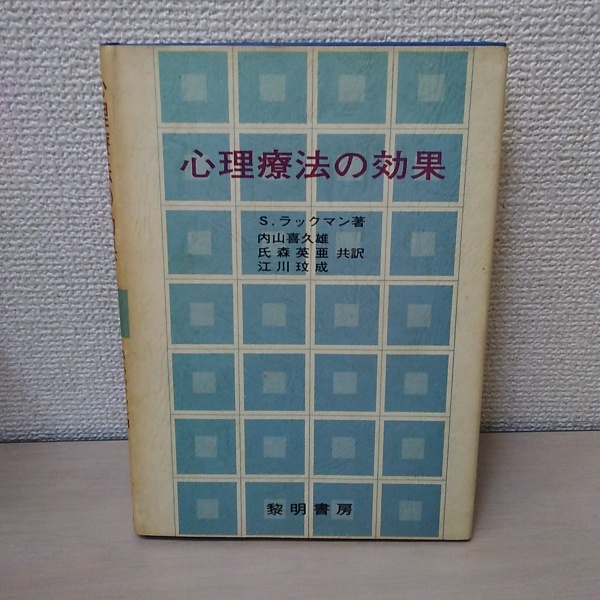 心理療法の効果
S.ラックマン著
内山喜久雄
氏森英亜 共訳
江川玟成
黎明書房